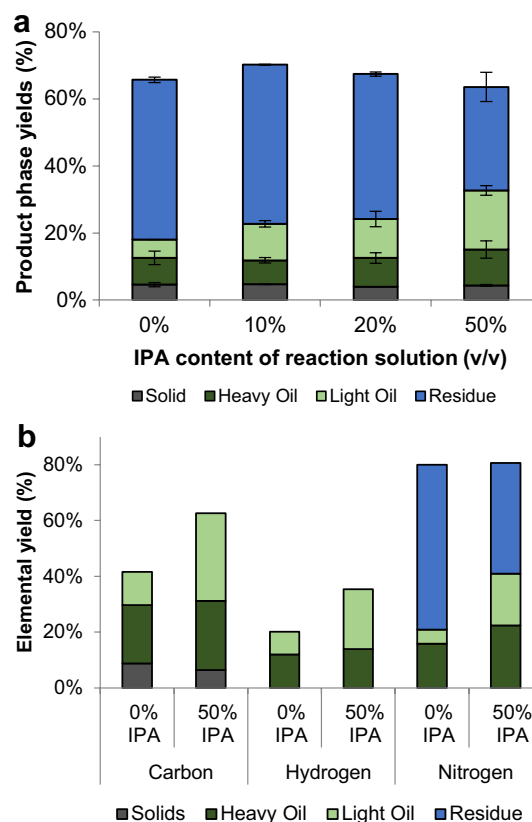 a
Product phase yields (%)
80%
60%
40%
20%
0%
0% 10% 20% 50%
IPA content of reaction solution (v/v)
Solid Heavy Oil Light Oil Residue
b
Elemental yield (%)
80%
60%
40%
20%
0%
0% 50% 0% 50% 0% 50%
IPA IPA IPA IPA IPA IPA
Carbon Hydrogen Nitrogen
Solids Heavy Oil Light Oil Residue